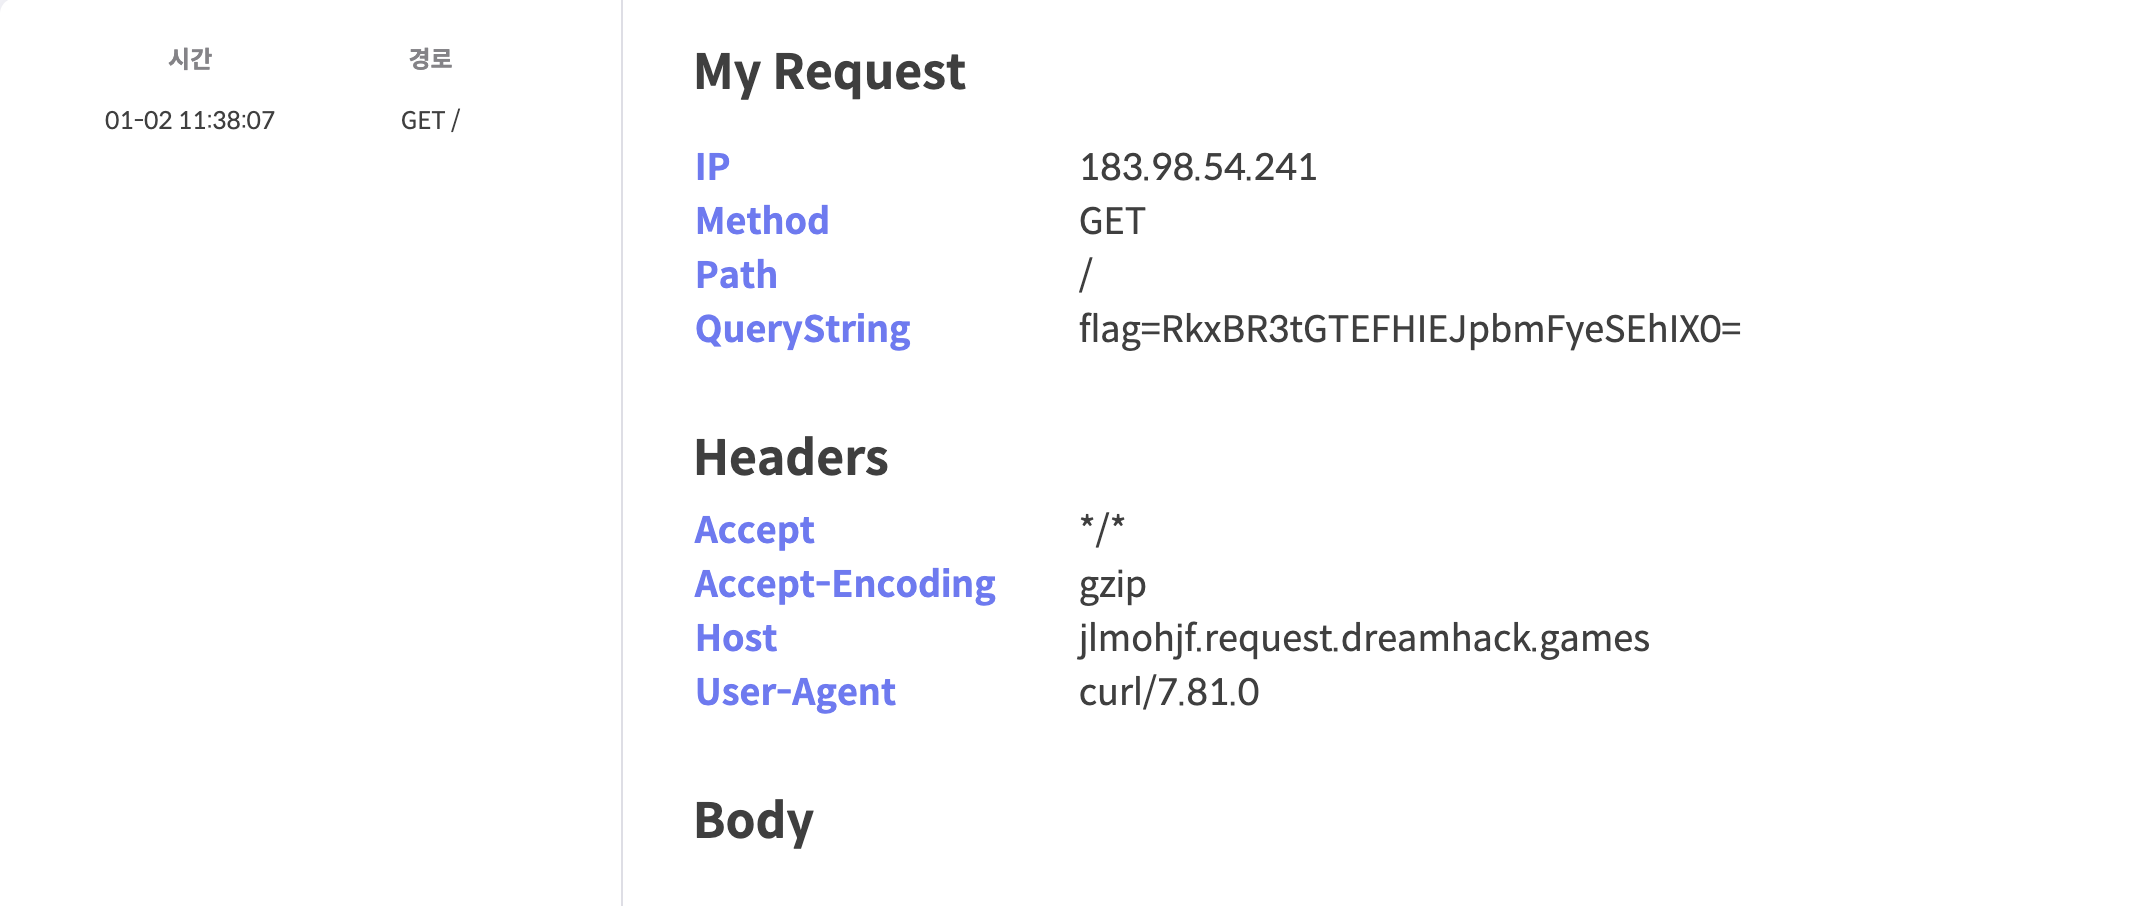 시간 경로
01-02 11:38:07 GET /
My Request
IP 183.98.54.241
Method GET
Path /
QueryString flag=RkxBR3tGTEFHIEJpbmFyeSEhIX0=
Headers
Accept */*
Accept-Encoding gzip
Host jlmohjf.request.dreamhack.games
User-Agent curl/7.81.0
Body